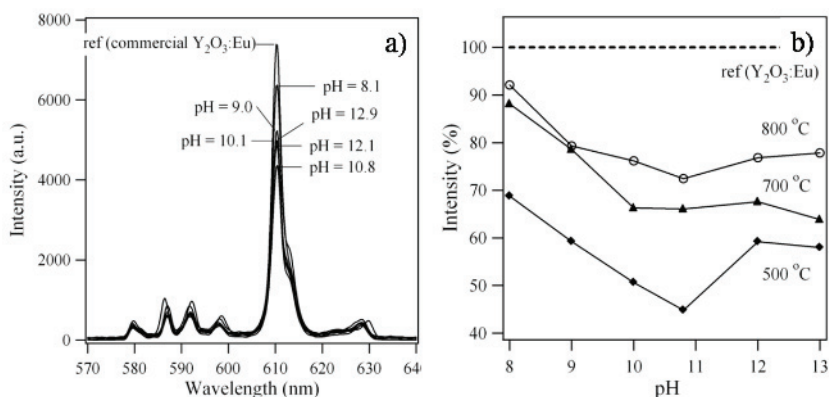 8000
6000
4000
2000
0
Intensity (a.u.)
ref (commercial Y₂O₃:Eu)
a)
pH = 8.1
pH = 9.0
pH = 12.9
pH = 10.1
pH = 12.1
pH = 10.8
570 580 590 600 610 620 630 640
Wavelength (nm)
100
90
80
70
60
50
40
Intensity (%)
b)
ref (Y₂O₃:Eu)
800 °C
700 °C
500 °C
8 9 10 11 12 13
pH